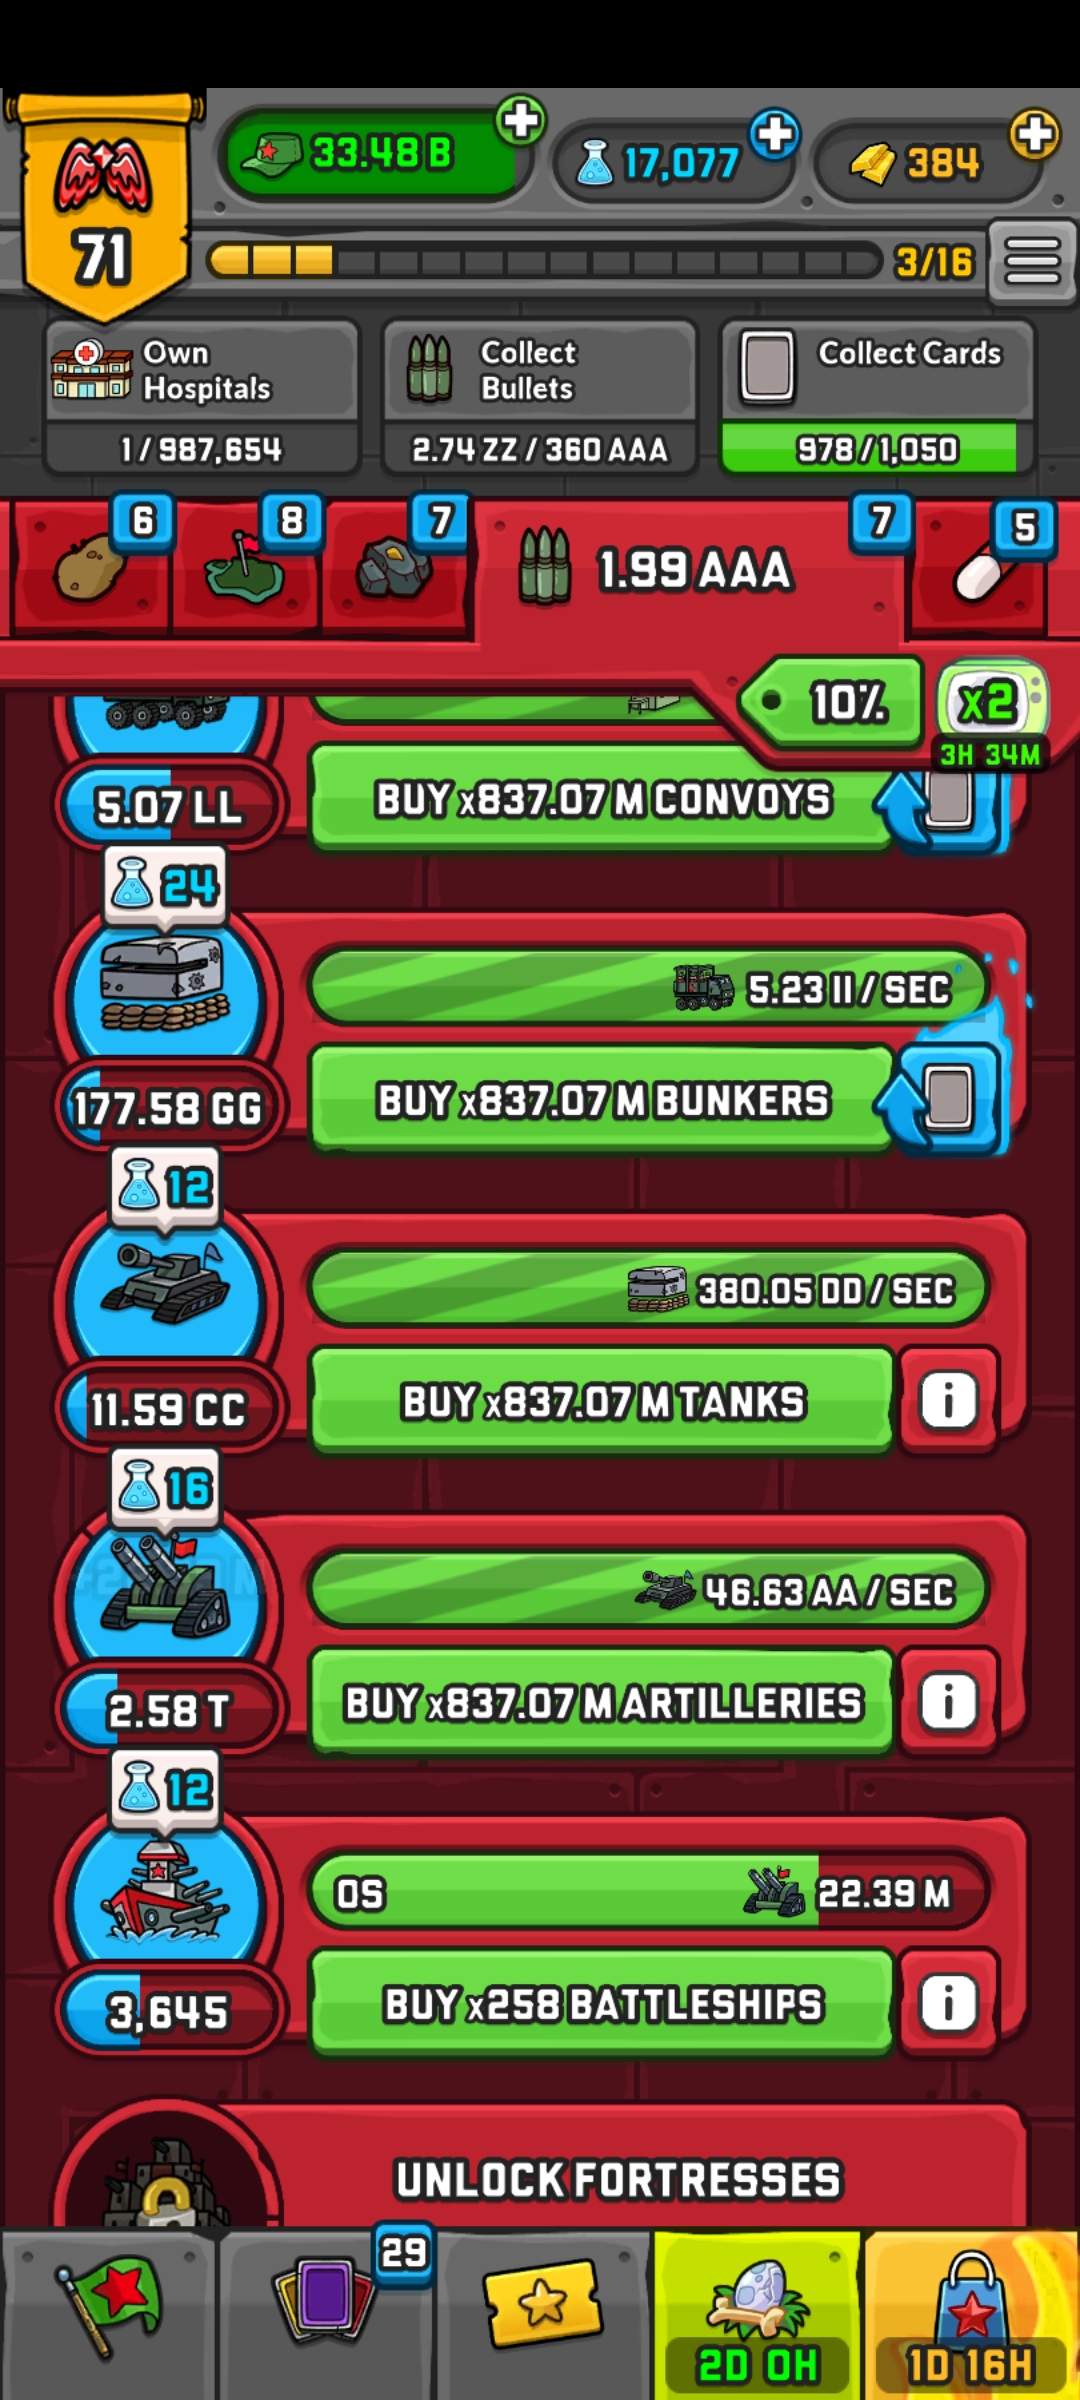 33.48 B
17,077
384
71
3/16
Own
Hospitals
1 / 987,654
Collect
Bullets
2.74 ZZ / 360 AAA
Collect Cards
978 / 1,050
6
8
7
1.99 AAA
7
5
10%
x2
3H 34M
5.07 LL
BUY x837.07 M CONVOYS
24
5.23 II / SEC
177.58 GG
BUY x837.07 M BUNKERS
12
380.05 DD / SEC
11.59 CC
BUY x837.07 M TANKS
i
16
46.63 AA / SEC
2.58 T
BUY x837.07 M ARTILLERIES
i
12
0S
22.39 M
3,645
BUY x258 BATTLESHIPS
i
UNLOCK FORTRESSES
29
2D 0H
1D 16H